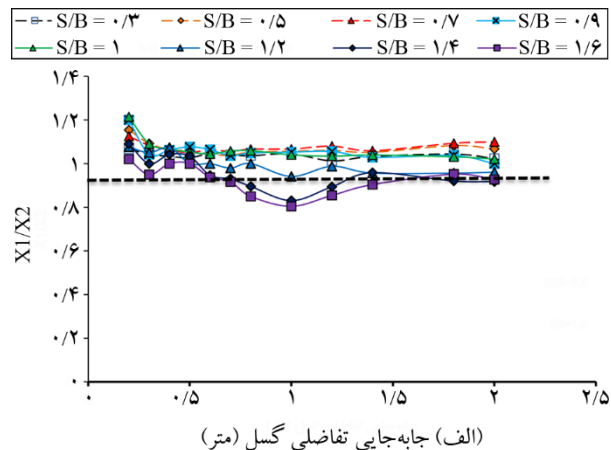 S/B = ۰/۳ S/B = ۰/۵ S/B = ۰/۷ S/B = ۰/۹
S/B = ۱ S/B = ۱/۲ S/B = ۱/۴ S/B = ۱/۶
X1/X2
۱/۴
۱/۲
۱
۰/۸
۰/۶
۰/۴
۰/۲
۰
۰ ۰/۵ ۱ ۱/۵ ۲ ۲/۵
(الف) جابه‌جایی تفاضلی گسل (متر)